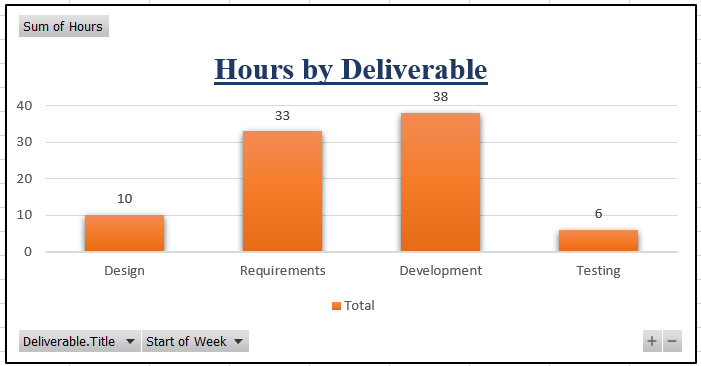 Sum of Hours
Hours by Deliverable
40
30
20
10
0
10
33
38
6
Design Requirements Development Testing
Total
Deliverable.Title Start of Week + −